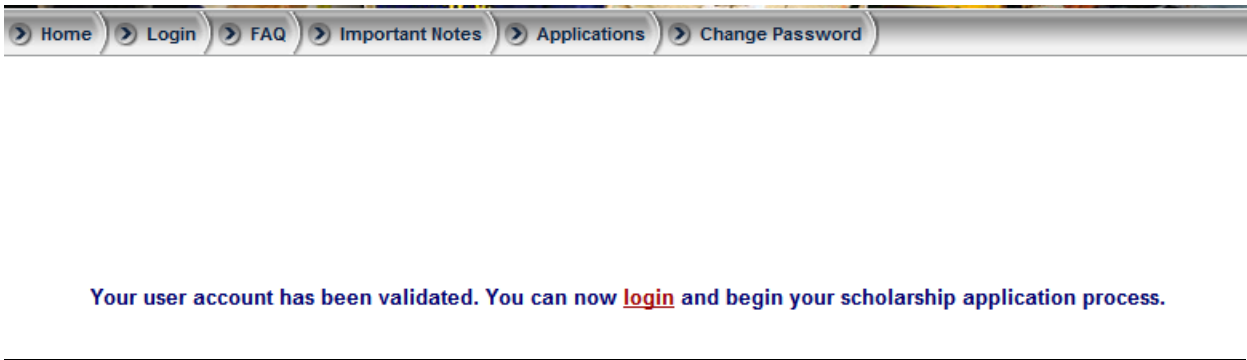 Home Login FAQ Important Notes Applications Change Password
Your user account has been validated. You can now login and begin your scholarship application process.